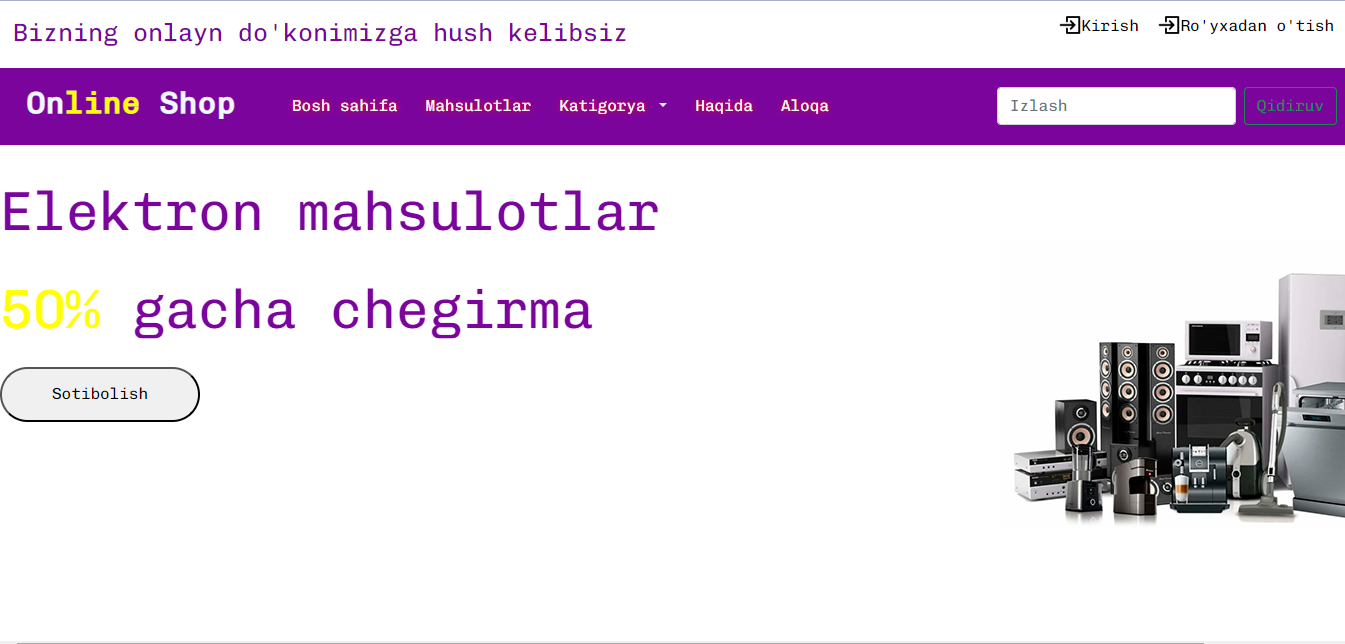 Bizning onlayn do'konimizga hush kelibsiz
Kirish Ro'yxadan o'tish
Online Shop
Bosh sahifa Mahsulotlar Katigorya Haqida Aloqa
Izlash Qidiruv
Elektron mahsulotlar
50% gacha chegirma
Sotibolish